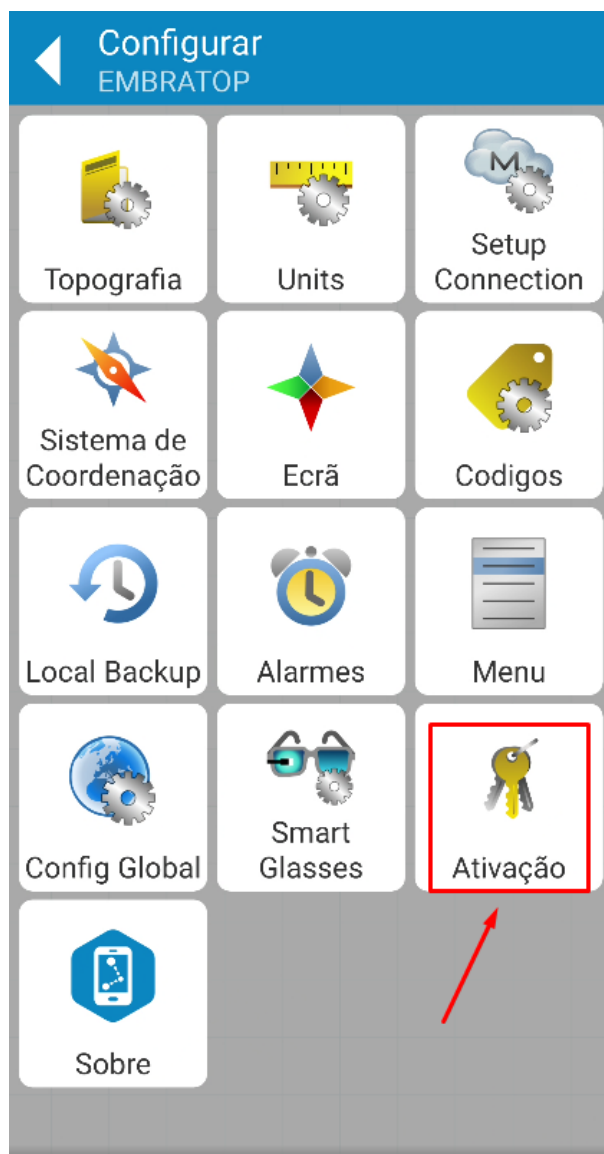 Configurar
EMBRATOP
Topografia
Units
Setup
Connection
Sistema de
Coordenação
Ecrã
Codigos
Local Backup
Alarmes
Menu
Config Global
Smart
Glasses
Ativação
Sobre